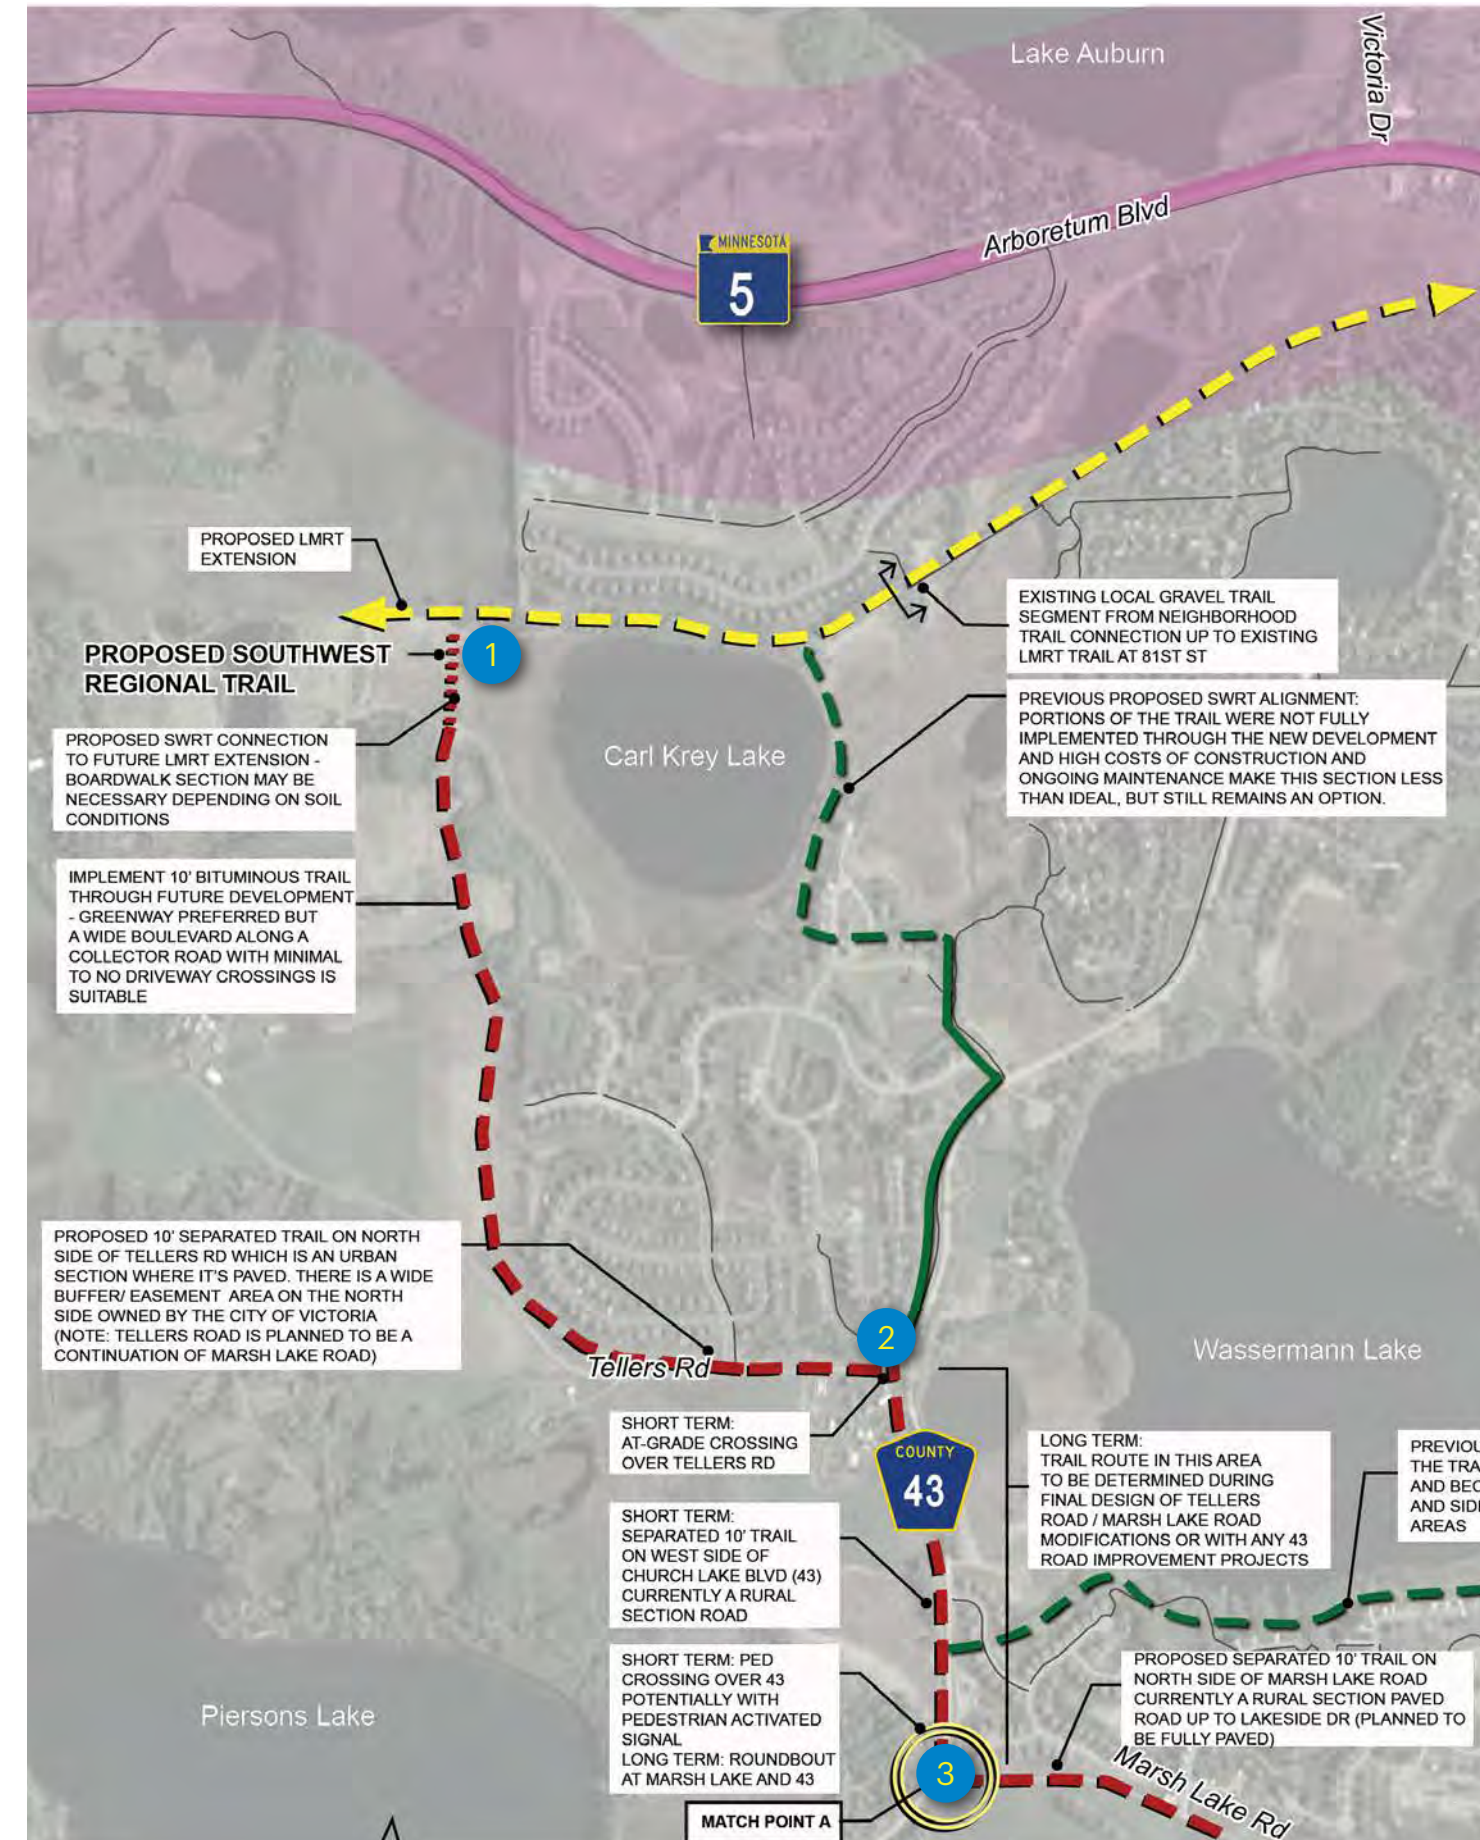 Lake Auburn
Victoria Dr
Arboretum Blvd
MINNESOTA
5
PROPOSED LMRT
EXTENSION
EXISTING LOCAL GRAVEL TRAIL
SEGMENT FROM NEIGHBORHOOD
TRAIL CONNECTION UP TO EXISTING
LMRT TRAIL AT 81ST ST
PROPOSED SOUTHWEST
REGIONAL TRAIL
1
PREVIOUS PROPOSED SWRT ALIGNMENT:
PORTIONS OF THE TRAIL WERE NOT FULLY
IMPLEMENTED THROUGH THE NEW DEVELOPMENT
AND HIGH COSTS OF CONSTRUCTION AND
ONGOING MAINTENANCE MAKE THIS SECTION LESS
THAN IDEAL, BUT STILL REMAINS AN OPTION.
PROPOSED SWRT CONNECTION
TO FUTURE LMRT EXTENSION -
BOARDWALK SECTION MAY BE
NECESSARY DEPENDING ON SOIL
CONDITIONS
Carl Krey Lake
IMPLEMENT 10' BITUMINOUS TRAIL
THROUGH FUTURE DEVELOPMENT
- GREENWAY PREFERRED BUT
A WIDE BOULEVARD ALONG A
COLLECTOR ROAD WITH MINIMAL
TO NO DRIVEWAY CROSSINGS IS
SUITABLE
PROPOSED 10' SEPARATED TRAIL ON NORTH
SIDE OF TELLERS RD WHICH IS AN URBAN
SECTION WHERE IT'S PAVED. THERE IS A WIDE
BUFFER/ EASEMENT AREA ON THE NORTH
SIDE OWNED BY THE CITY OF VICTORIA
(NOTE: TELLERS ROAD IS PLANNED TO BE A
CONTINUATION OF MARSH LAKE ROAD)
2
Wassermann Lake
Tellers Rd
SHORT TERM:
AT-GRADE CROSSING
OVER TELLERS RD
COUNTY
43
LONG TERM:
TRAIL ROUTE IN THIS AREA
TO BE DETERMINED DURING
FINAL DESIGN OF TELLERS
ROAD / MARSH LAKE ROAD
MODIFICATIONS OR WITH ANY 43
ROAD IMPROVEMENT PROJECTS
PREVIOU
THE TRA
AND BEC
AND SID
AREAS
SHORT TERM:
SEPARATED 10' TRAIL
ON WEST SIDE OF
CHURCH LAKE BLVD (43)
CURRENTLY A RURAL
SECTION ROAD
SHORT TERM: PED
CROSSING OVER 43
POTENTIALLY WITH
PEDESTRIAN ACTIVATED
SIGNAL
LONG TERM: ROUNDBOUT
AT MARSH LAKE AND 43
PROPOSED SEPARATED 10' TRAIL ON
NORTH SIDE OF MARSH LAKE ROAD
CURRENTLY A RURAL SECTION PAVED
ROAD UP TO LAKESIDE DR (PLANNED TO
BE FULLY PAVED)
Piersons Lake
3
Marsh Lake Rd
MATCH POINT A